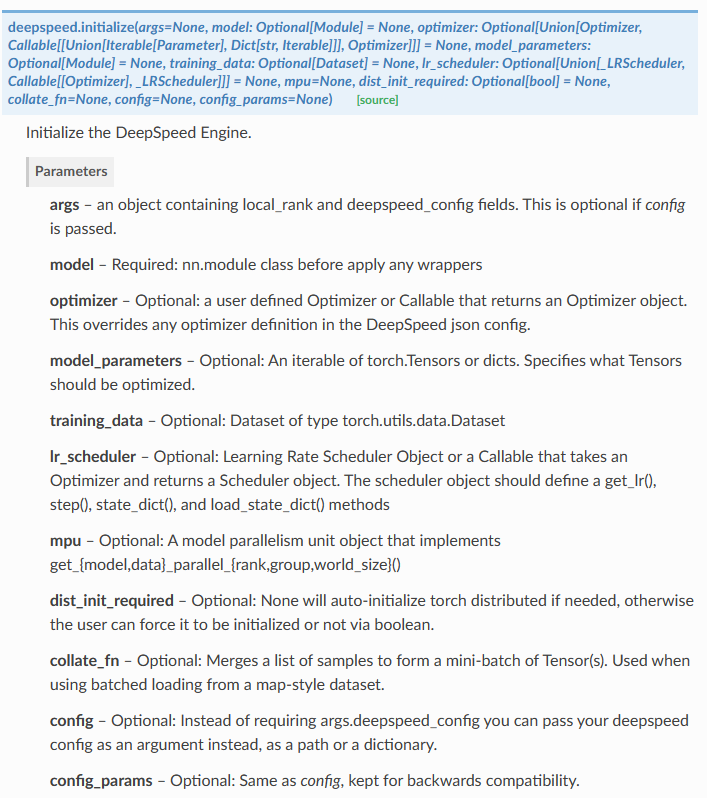 deepspeed.initialize(args=None, model: Optional[Module] = None, optimizer: Optional[Union[Optimizer,
Callable[[Union[Iterable[Parameter], Dict[str, Iterable]]], Optimizer]]] = None, model_parameters:
Optional[Module] = None, training_data: Optional[Dataset] = None, lr_scheduler: Optional[Union[_LRScheduler,
Callable[[Optimizer], _LRScheduler]]] = None, mpu=None, dist_init_required: Optional[bool] = None,
collate_fn=None, config=None, config_params=None) [source]
Initialize the DeepSpeed Engine.
Parameters
args – an object containing local_rank and deepspeed_config fields. This is optional if config
is passed.
model – Required: nn.module class before apply any wrappers
optimizer – Optional: a user defined Optimizer or Callable that returns an Optimizer object.
This overrides any optimizer definition in the DeepSpeed json config.
model_parameters – Optional: An iterable of torch.Tensors or dicts. Specifies what Tensors
should be optimized.
training_data – Optional: Dataset of type torch.utils.data.Dataset
lr_scheduler – Optional: Learning Rate Scheduler Object or a Callable that takes an
Optimizer and returns a Scheduler object. The scheduler object should define a get_lr(),
step(), state_dict(), and load_state_dict() methods
mpu – Optional: A model parallelism unit object that implements
get_{model,data}_parallel_{rank,group,world_size}()
dist_init_required – Optional: None will auto-initialize torch distributed if needed, otherwise
the user can force it to be initialized or not via boolean.
collate_fn – Optional: Merges a list of samples to form a mini-batch of Tensor(s). Used when
using batched loading from a map-style dataset.
config – Optional: Instead of requiring args.deepspeed_config you can pass your deepspeed
config as an argument instead, as a path or a dictionary.
config_params – Optional: Same as config, kept for backwards compatibility.